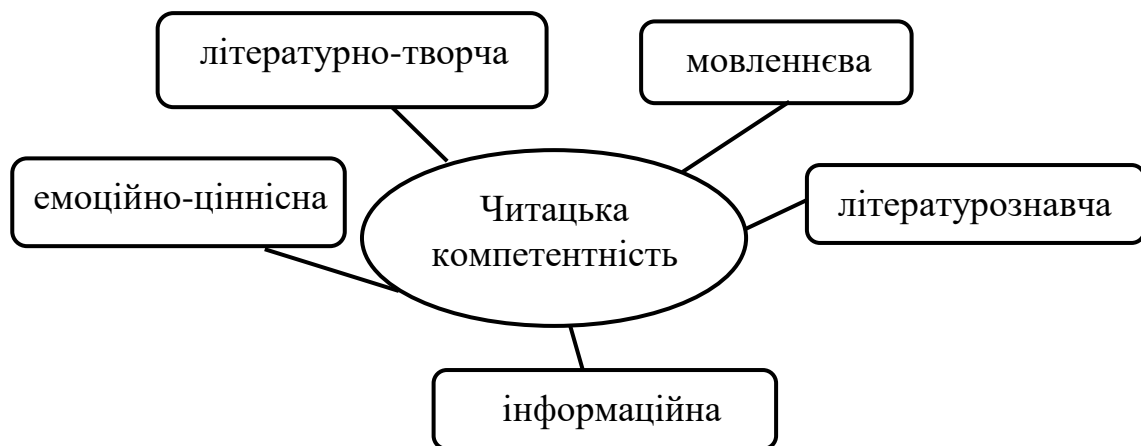 літературно-творча
мовленнєва
емоційно-ціннісна
Читацька
компетентність
літературознавча
інформаційна